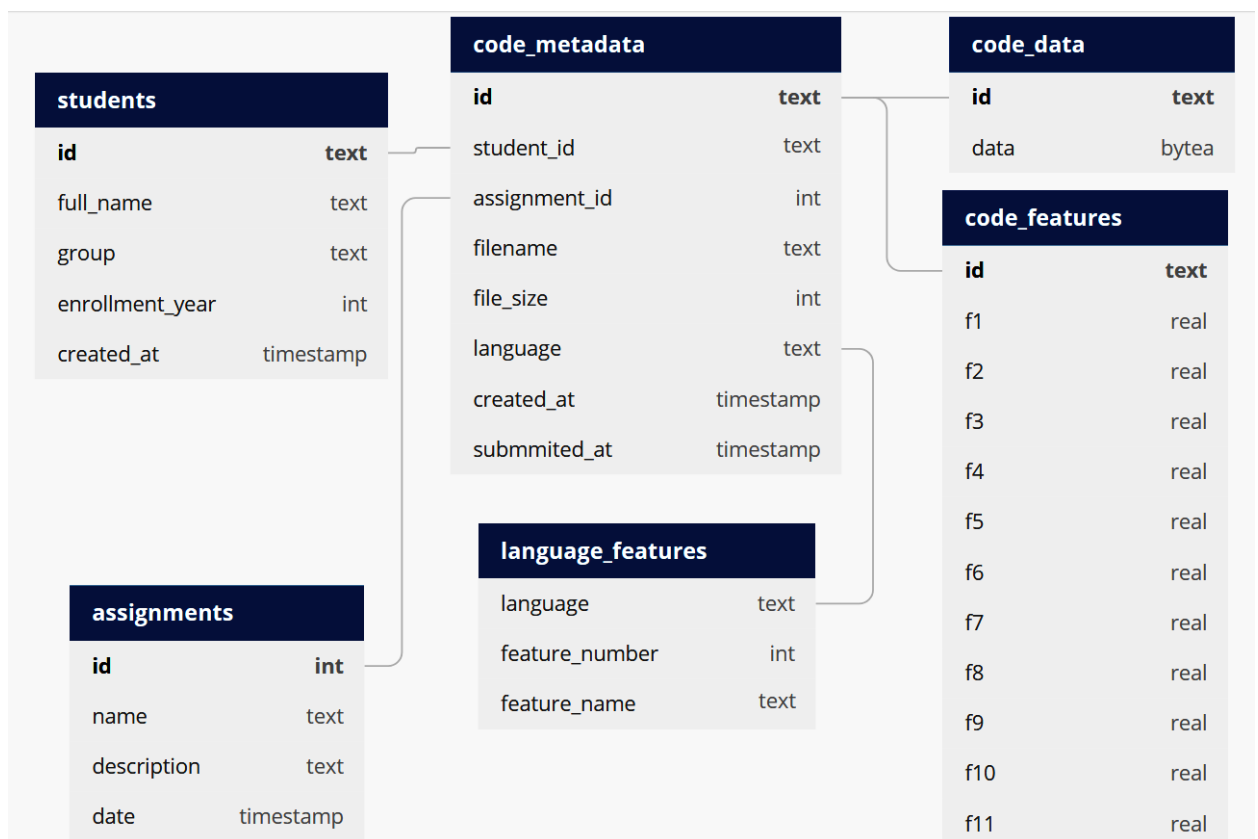 students
id text
full_name text
group text
enrollment_year int
created_at timestamp
code_metadata
id text
student_id text
assignment_id int
filename text
file_size int
language text
created_at timestamp
submmited_at timestamp
code_data
id text
data bytea
code_features
id text
f1 real
f2 real
f3 real
f4 real
f5 real
f6 real
f7 real
f8 real
f9 real
f10 real
f11 real
language_features
language text
feature_number int
feature_name text
assignments
id int
name text
description text
date timestamp